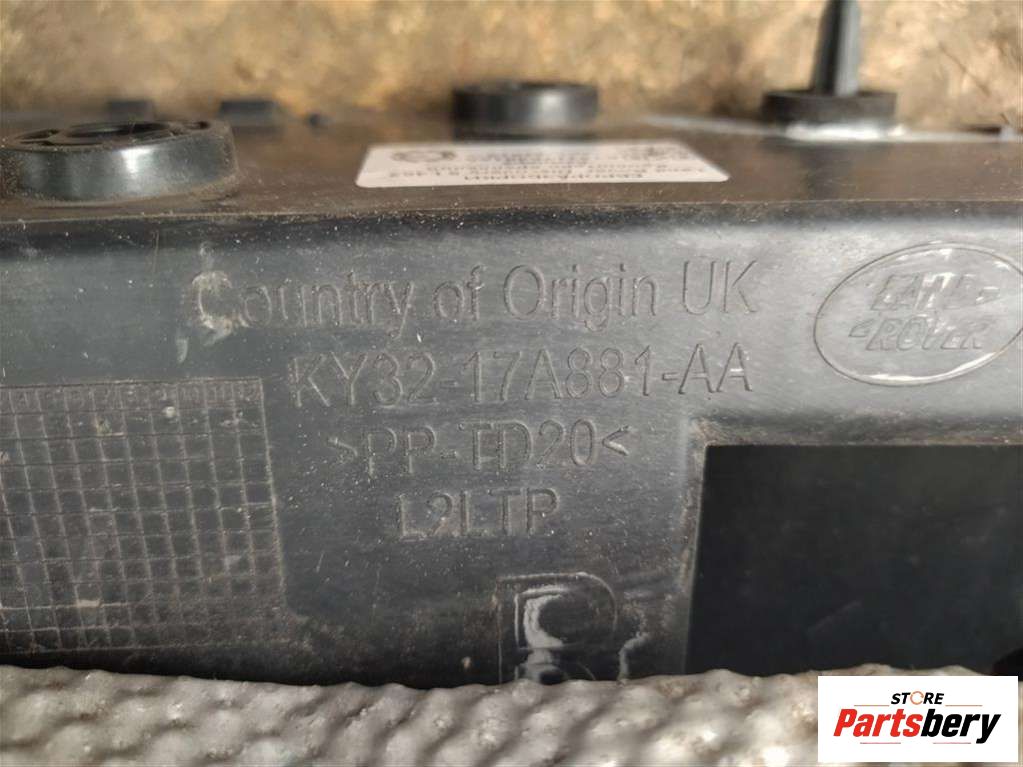 Country of Origin UK
KY32-17A881-AA
>PP-TD20<
L2LTP
LAND-
-ROVER
STORE
Partsbery